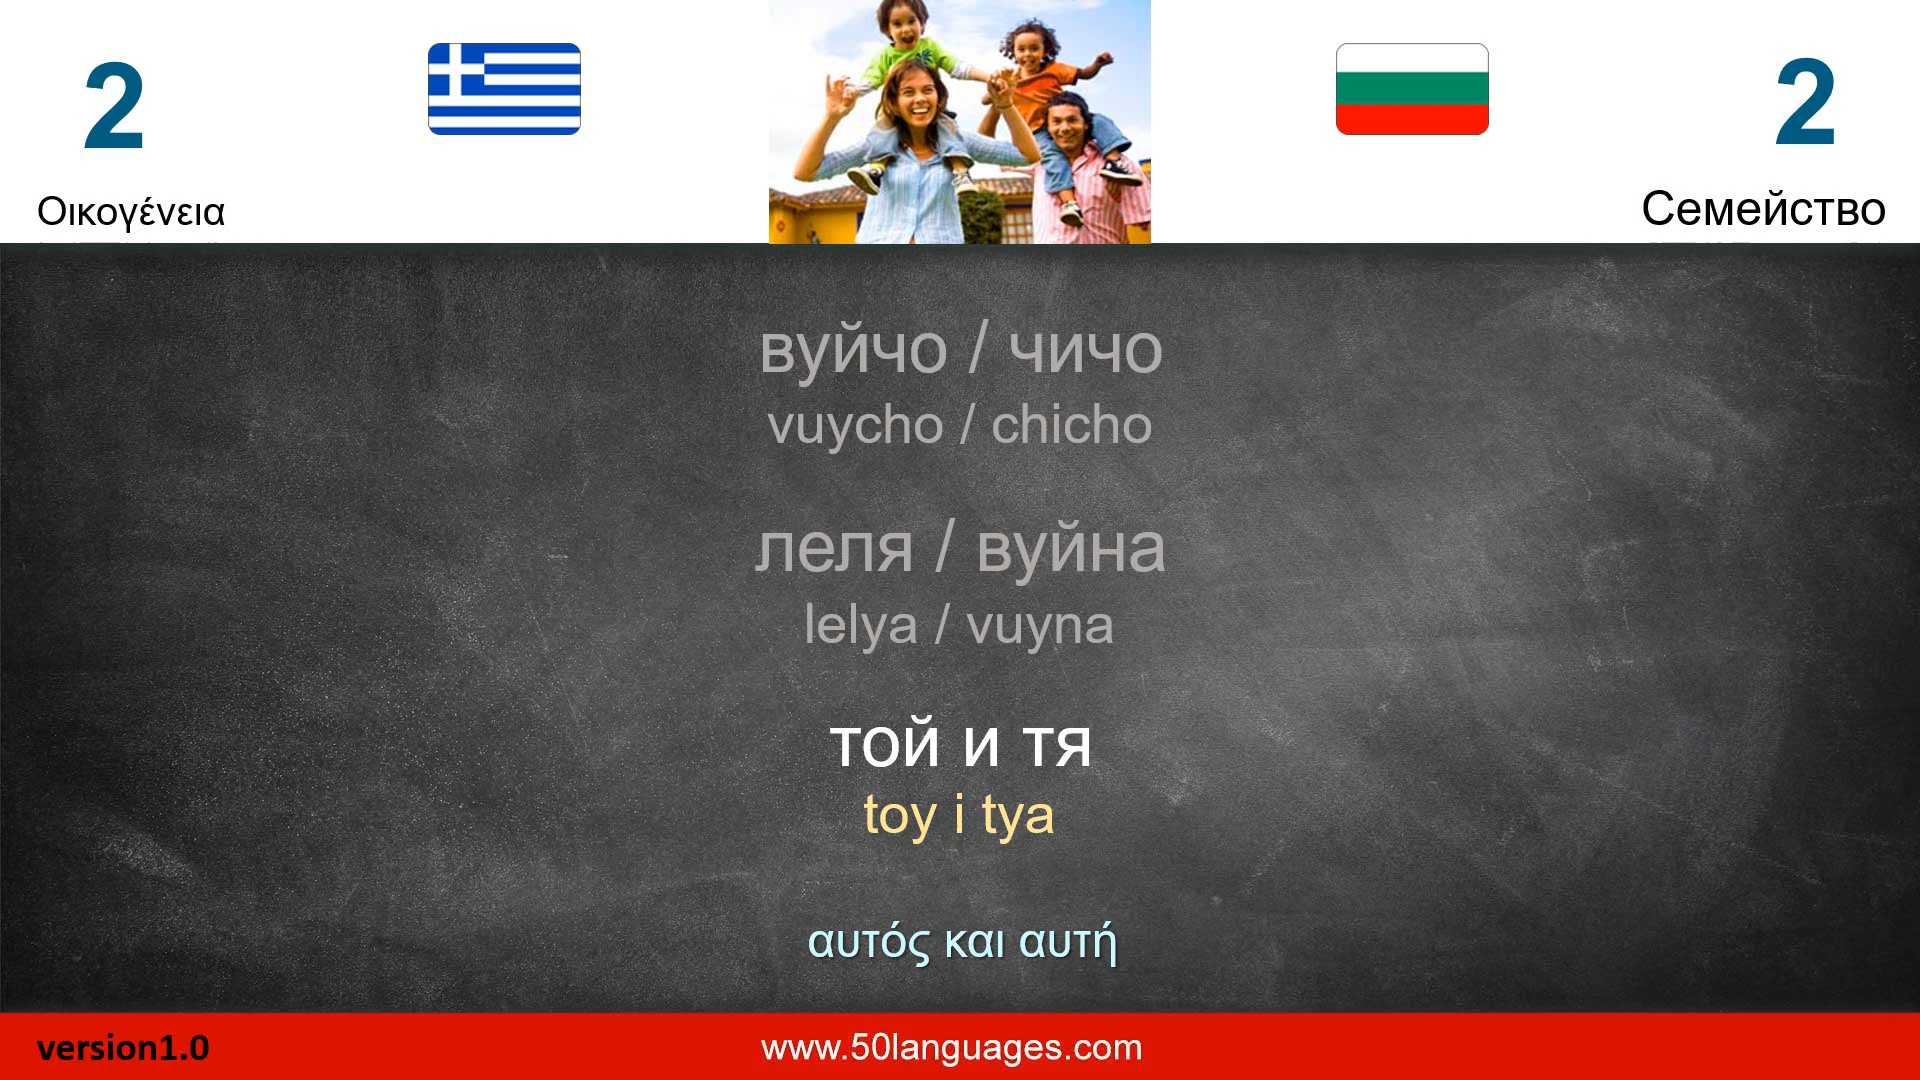 2
2
Οικογένεια
Семейство
вуйчо / чичо
vuycho / chicho
леля / вуйна
lelya / vuyna
той и тя
toy i tya
αυτός και αυτή
version1.0
www.50languages.com